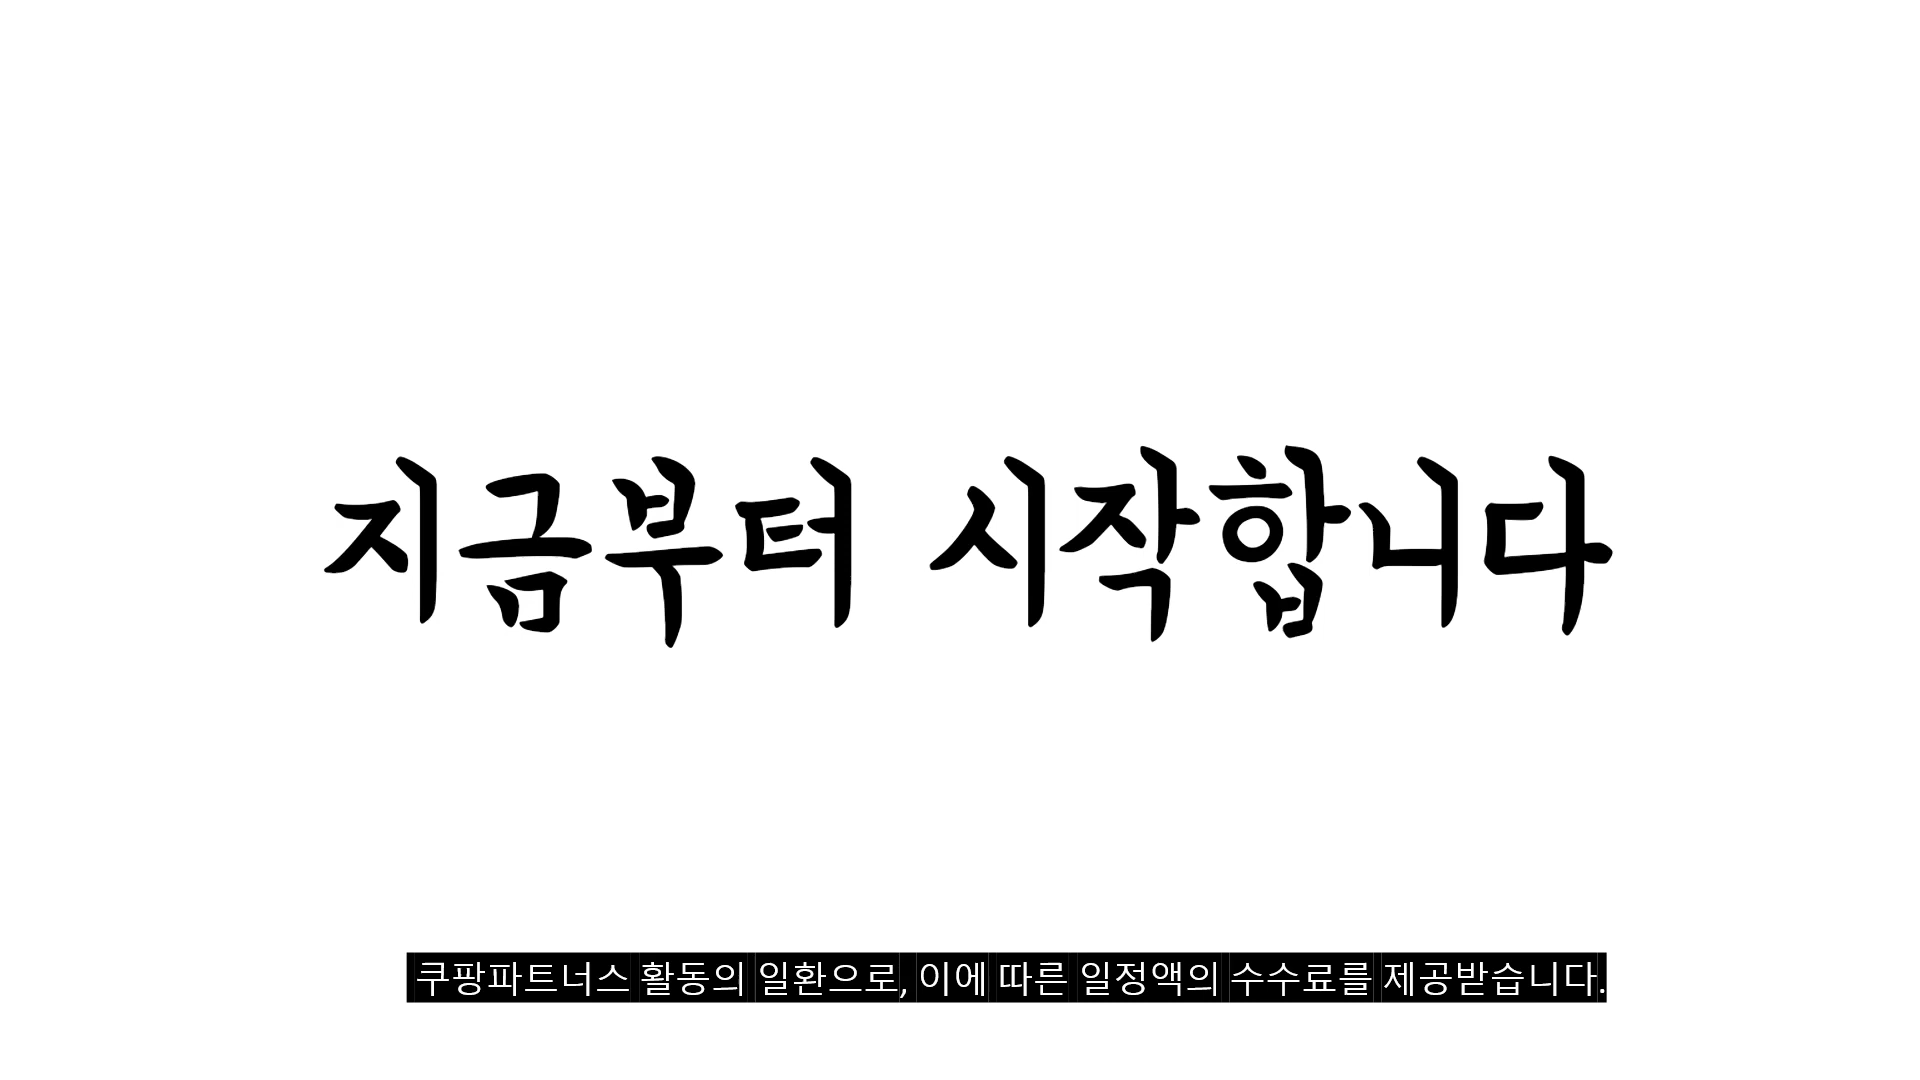 지금부터 시작합니다
쿠팡파트너스 활동의 일환으로, 이에 따른 일정액의 수수료를 제공받습니다.